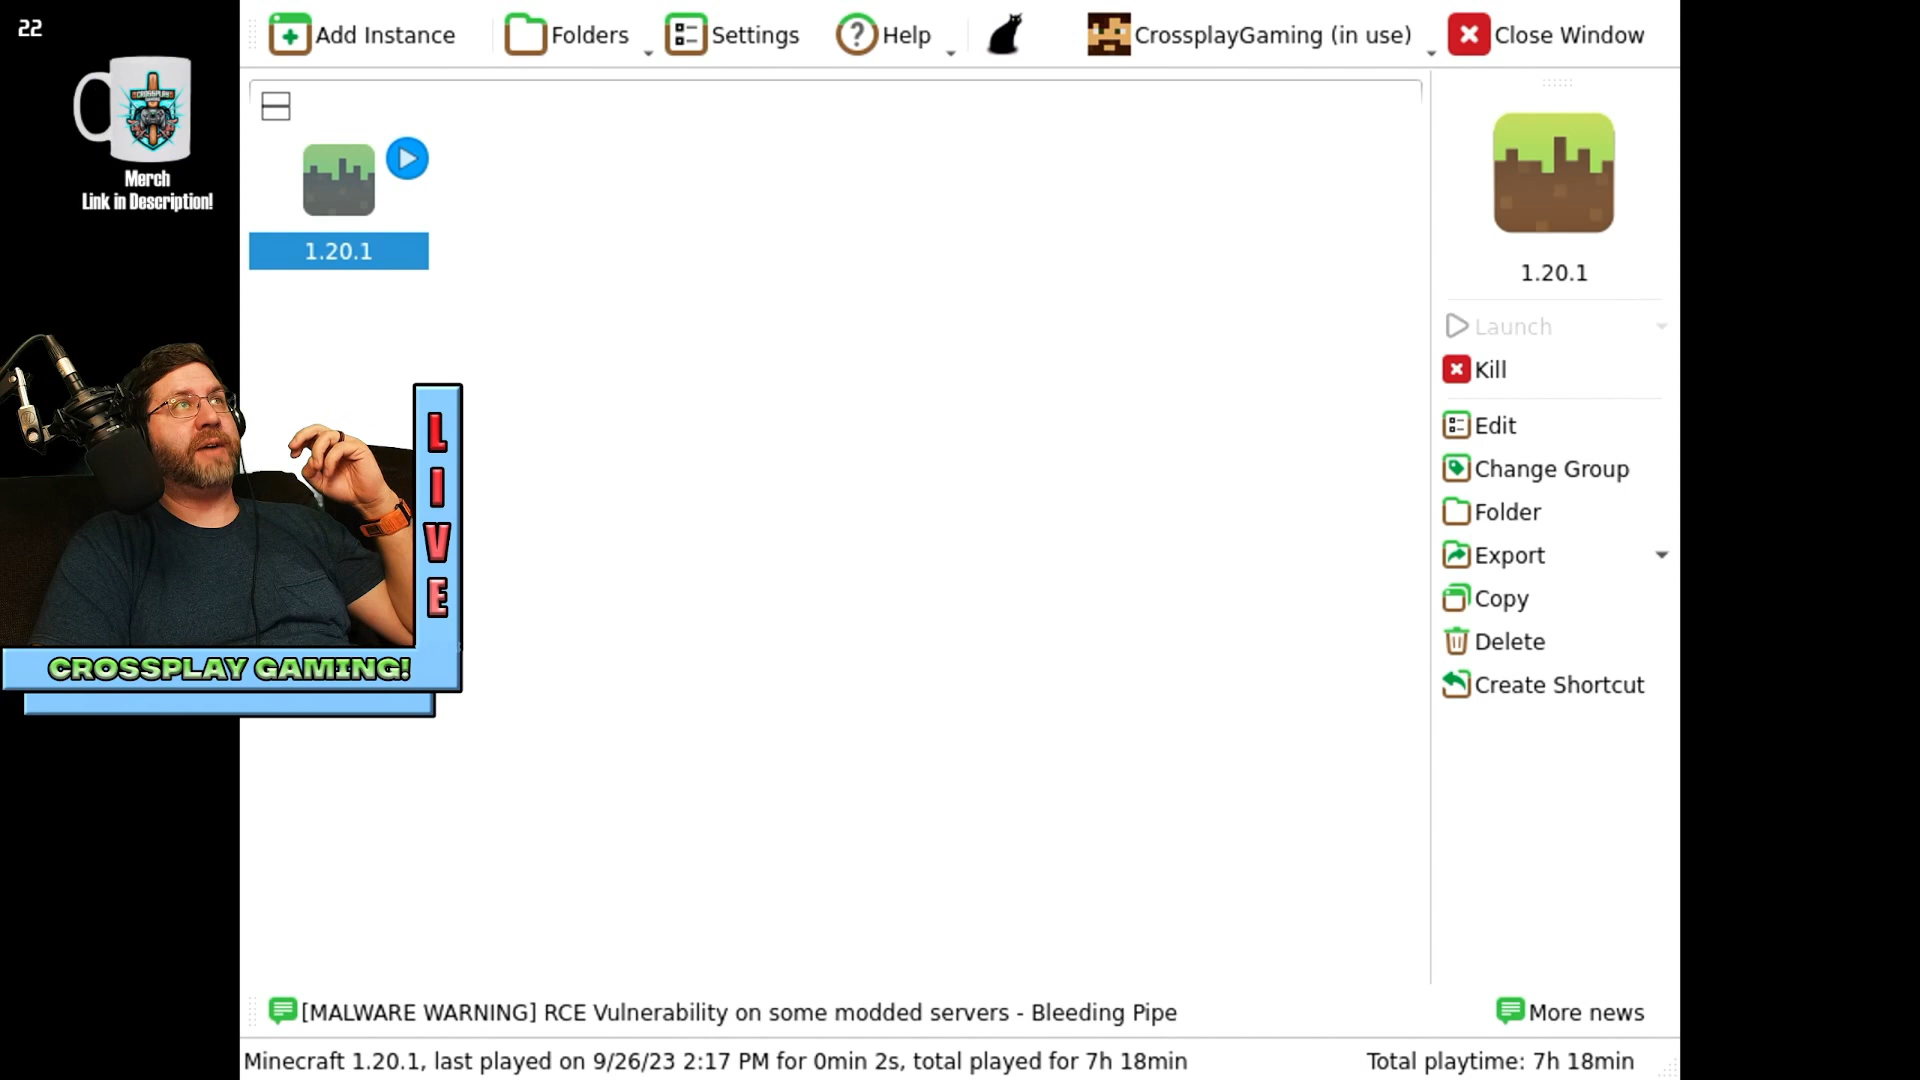 22
Add Instance
Folders
Settings
Help
CrossplayGaming (in use)
Close Window
CROSSPLAY
Merch
Link in Description!
1.20.1
1.20.1
Launch
Kill
Edit
Change Group
Folder
Export
Copy
Delete
Create Shortcut
LIVE
CROSSPLAY GAMING!
[MALWARE WARNING] RCE Vulnerability on some modded servers - Bleeding Pipe
More news
Minecraft 1.20.1, last played on 9/26/23 2:17 PM for 0min 2s, total played for 7h 18min
Total playtime: 7h 18min